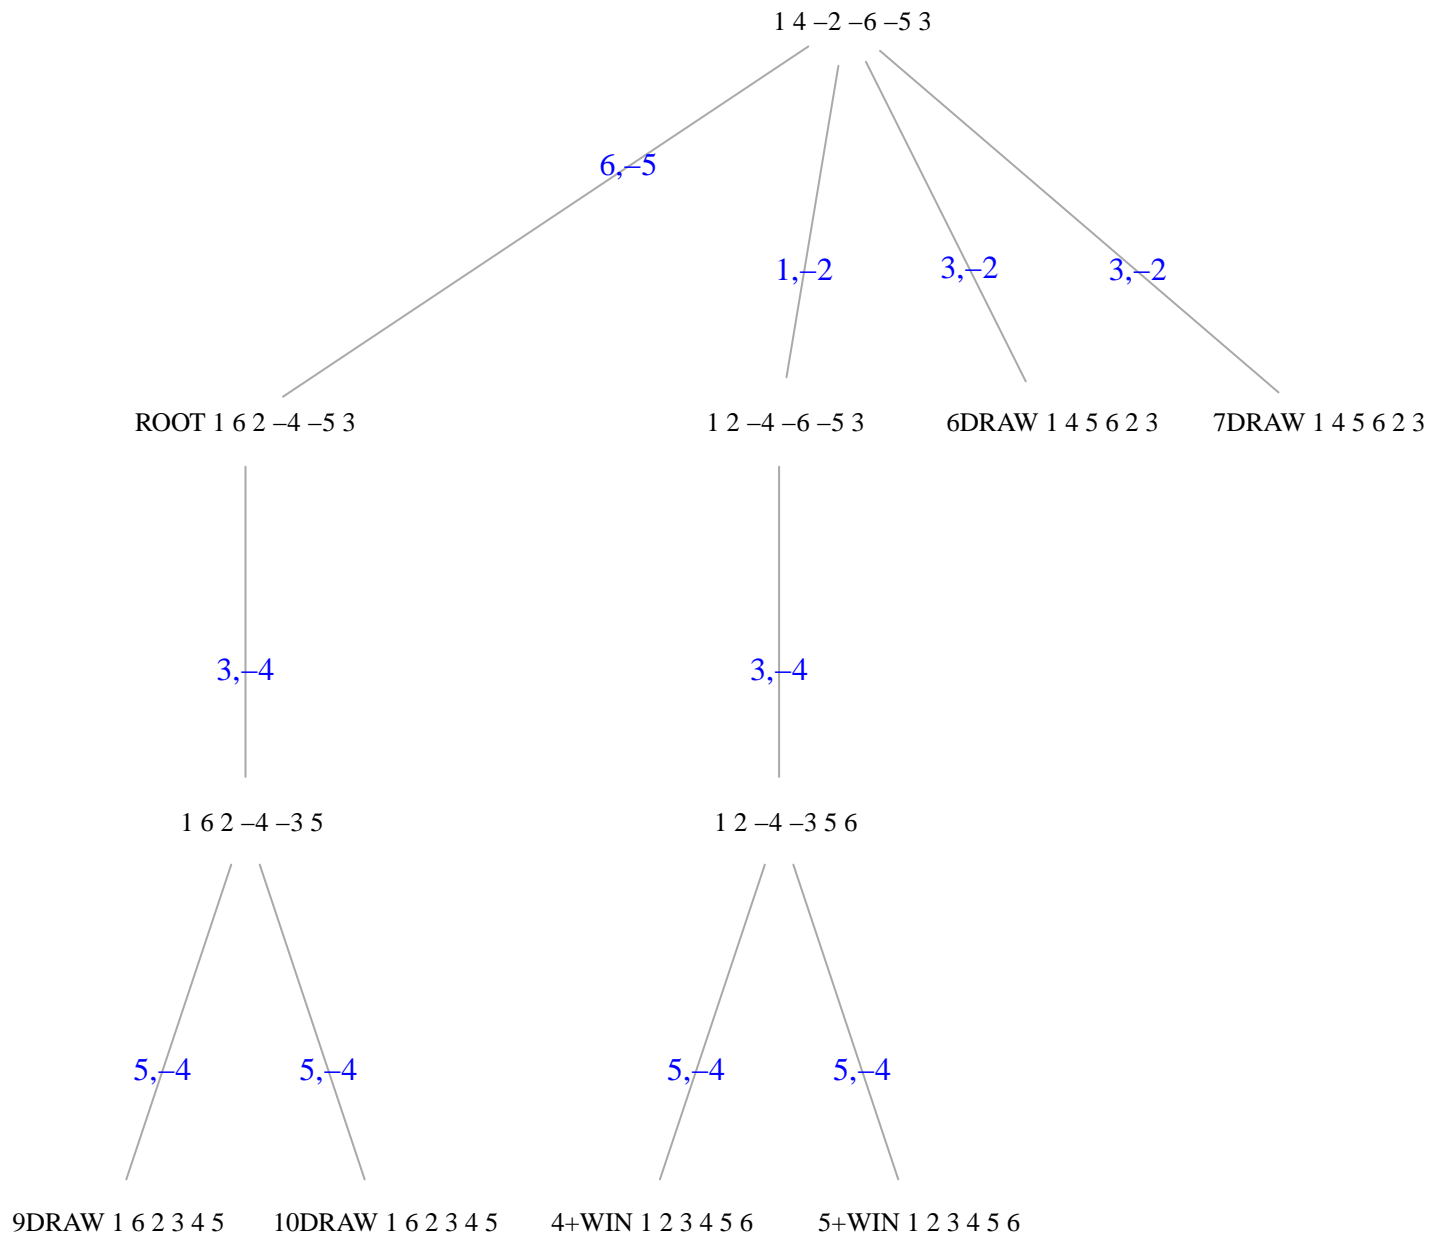 1 4 –2 –6 –5 3
6,–5
1,–2
3,–2
3,–2
ROOT 1 6 2 –4 –5 3
1 2 –4 –6 –5 3
6DRAW 1 4 5 6 2 3
7DRAW 1 4 5 6 2 3
3,–4
3,–4
1 6 2 –4 –3 5
1 2 –4 –3 5 6
5,–4
5,–4
5,–4
5,–4
9DRAW 1 6 2 3 4 5
10DRAW 1 6 2 3 4 5
4+WIN 1 2 3 4 5 6
5+WIN 1 2 3 4 5 6